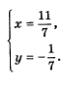 x = 11/7,
y = -1/7.